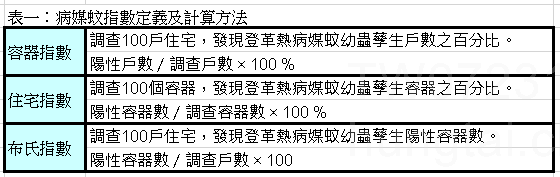 表一：病媒蚊指數定義及計算方法
容器指數
調查100戶住宅，發現登革熱病媒蚊幼蟲孳生戶數之百分比。
陽性戶數 / 調查戶數 × 100 %
住宅指數
調查100個容器，發現登革熱病媒蚊幼蟲孳生容器之百分比。
陽性容器數 / 調查容器數 × 100 %
布氏指數
調查100戶住宅，發現登革熱病媒蚊幼蟲孳生陽性容器數。
陽性容器數 / 調查戶數 × 100